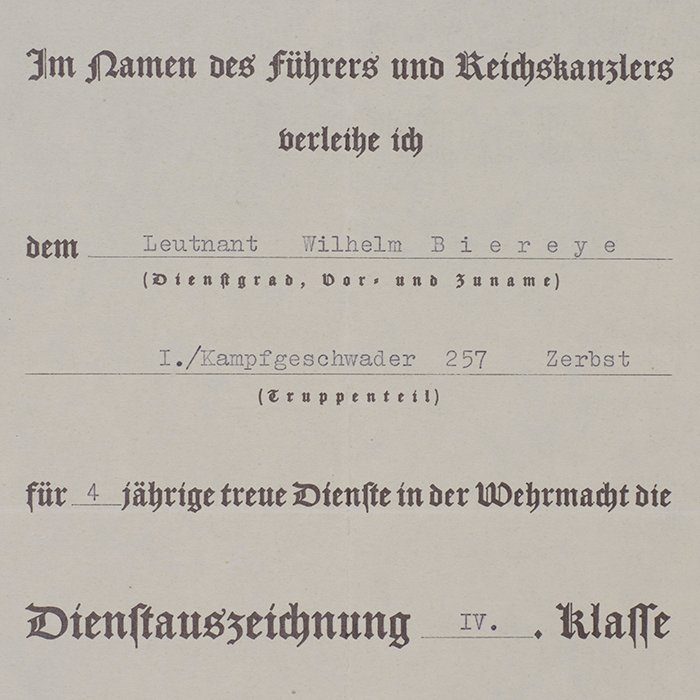 Im Namen des Führers und Reichskanzlers
verleihe ich
dem Leutnant Wilhelm Biereye
(Dienstgrad, Vor- und Zuname)
I./Kampfgeschwader 257 Zerbst
(Truppenteil)
für 4 jährige treue Dienste in der Wehrmacht die
Dienstauszeichnung IV. . Klasse